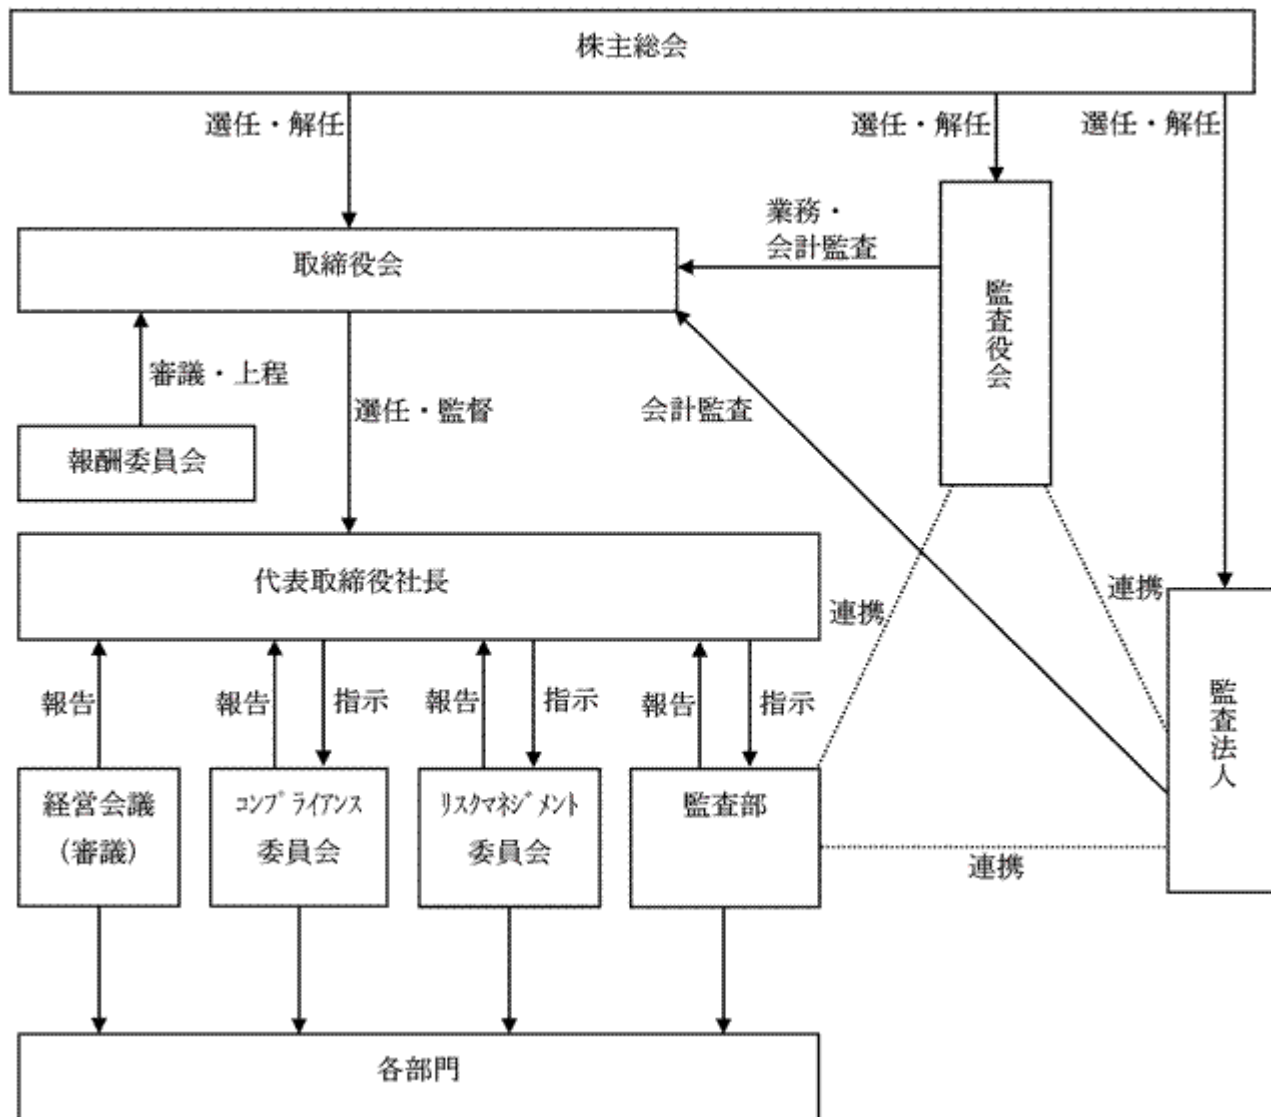 株主総会
選任・解任
選任・解任
選任・解任
業務・
会計監査
取締役会
監査役会
審議・上程
選任・監督
会計監査
報酬委員会
代表取締役社長
連携
連携
報告
報告
指示
報告
指示
報告
指示
監査法人
経営会議
(審議)
ｺﾝﾌﾟﾗｲｱﾝｽ
委員会
ﾘｽｸﾏﾈｼﾞﾒﾝﾄ
委員会
監査部
連携
各部門